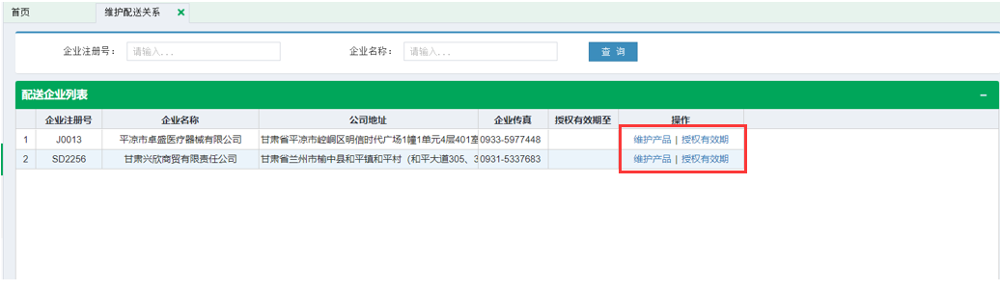 首页 维护配送关系
企业注册号： 请输入... 企业名称： 请输入... 查 询
配送企业列表
企业注册号 企业名称 公司地址 企业传真 授权有效期至 操作
1 J0013 平凉市卓盛医疗器械有限公司 甘肃省平凉市崆峒区明信时代广场1幢1单元4层401室 0933-5977448 维护产品 | 授权有效期
2 SD2256 甘肃兴欣商贸有限责任公司 甘肃省兰州市榆中县和平镇和平村（和平大道305、3 0931-5337683 维护产品 | 授权有效期